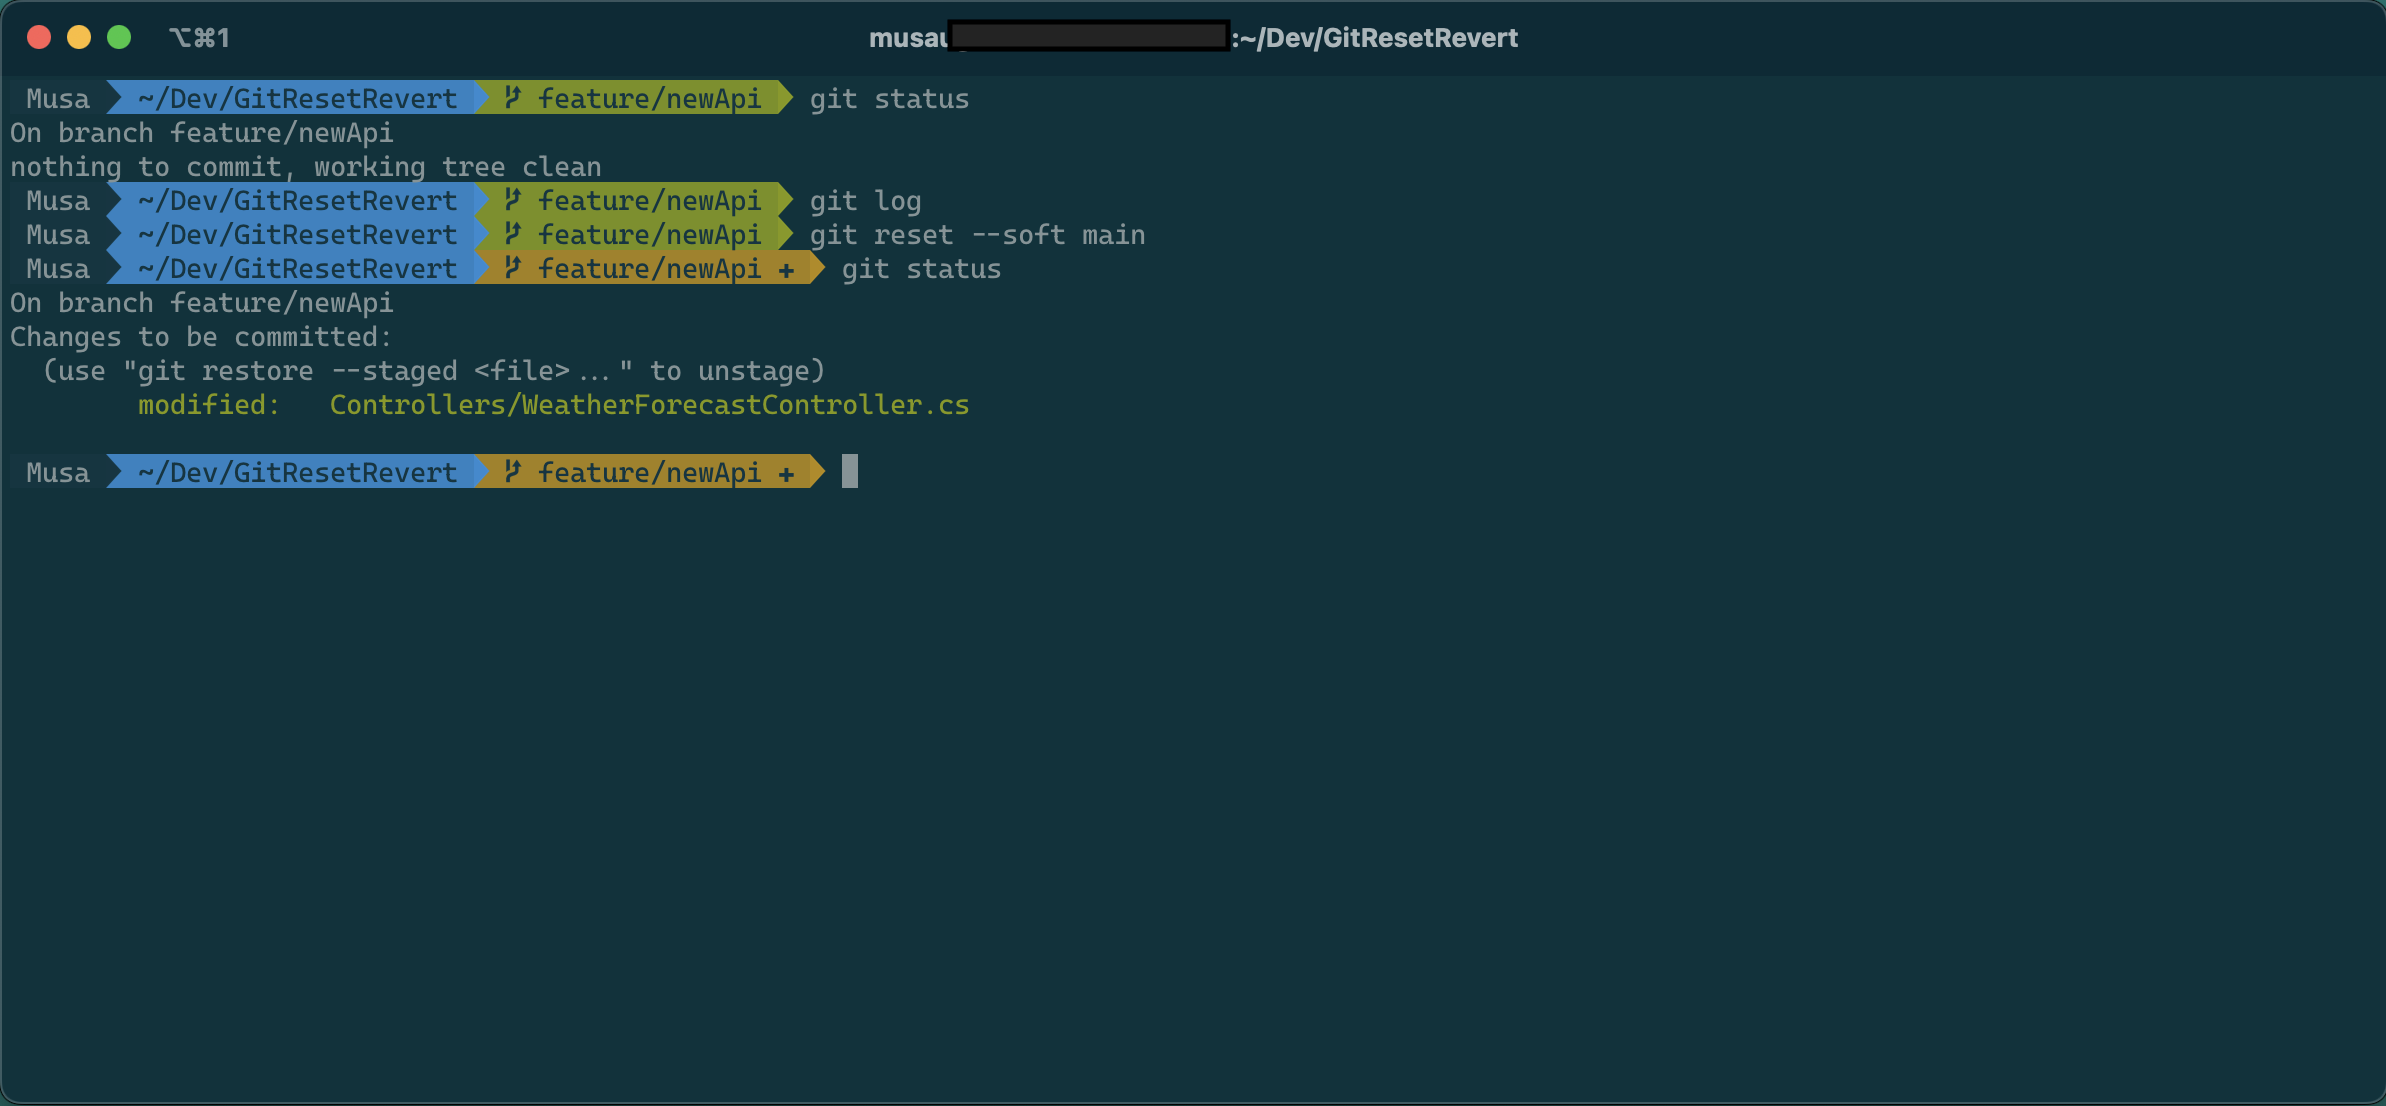 ⌥⌘1
:~/Dev/GitResetRevert
Musa ~/Dev/GitResetRevert feature/newApi git status
On branch feature/newApi
nothing to commit, working tree clean
Musa ~/Dev/GitResetRevert feature/newApi git log
Musa ~/Dev/GitResetRevert feature/newApi git reset --soft main
Musa ~/Dev/GitResetRevert feature/newApi + git status
On branch feature/newApi
Changes to be committed:
(use "git restore --staged <file>..." to unstage)
modified: Controllers/WeatherForecastController.cs
Musa ~/Dev/GitResetRevert feature/newApi +